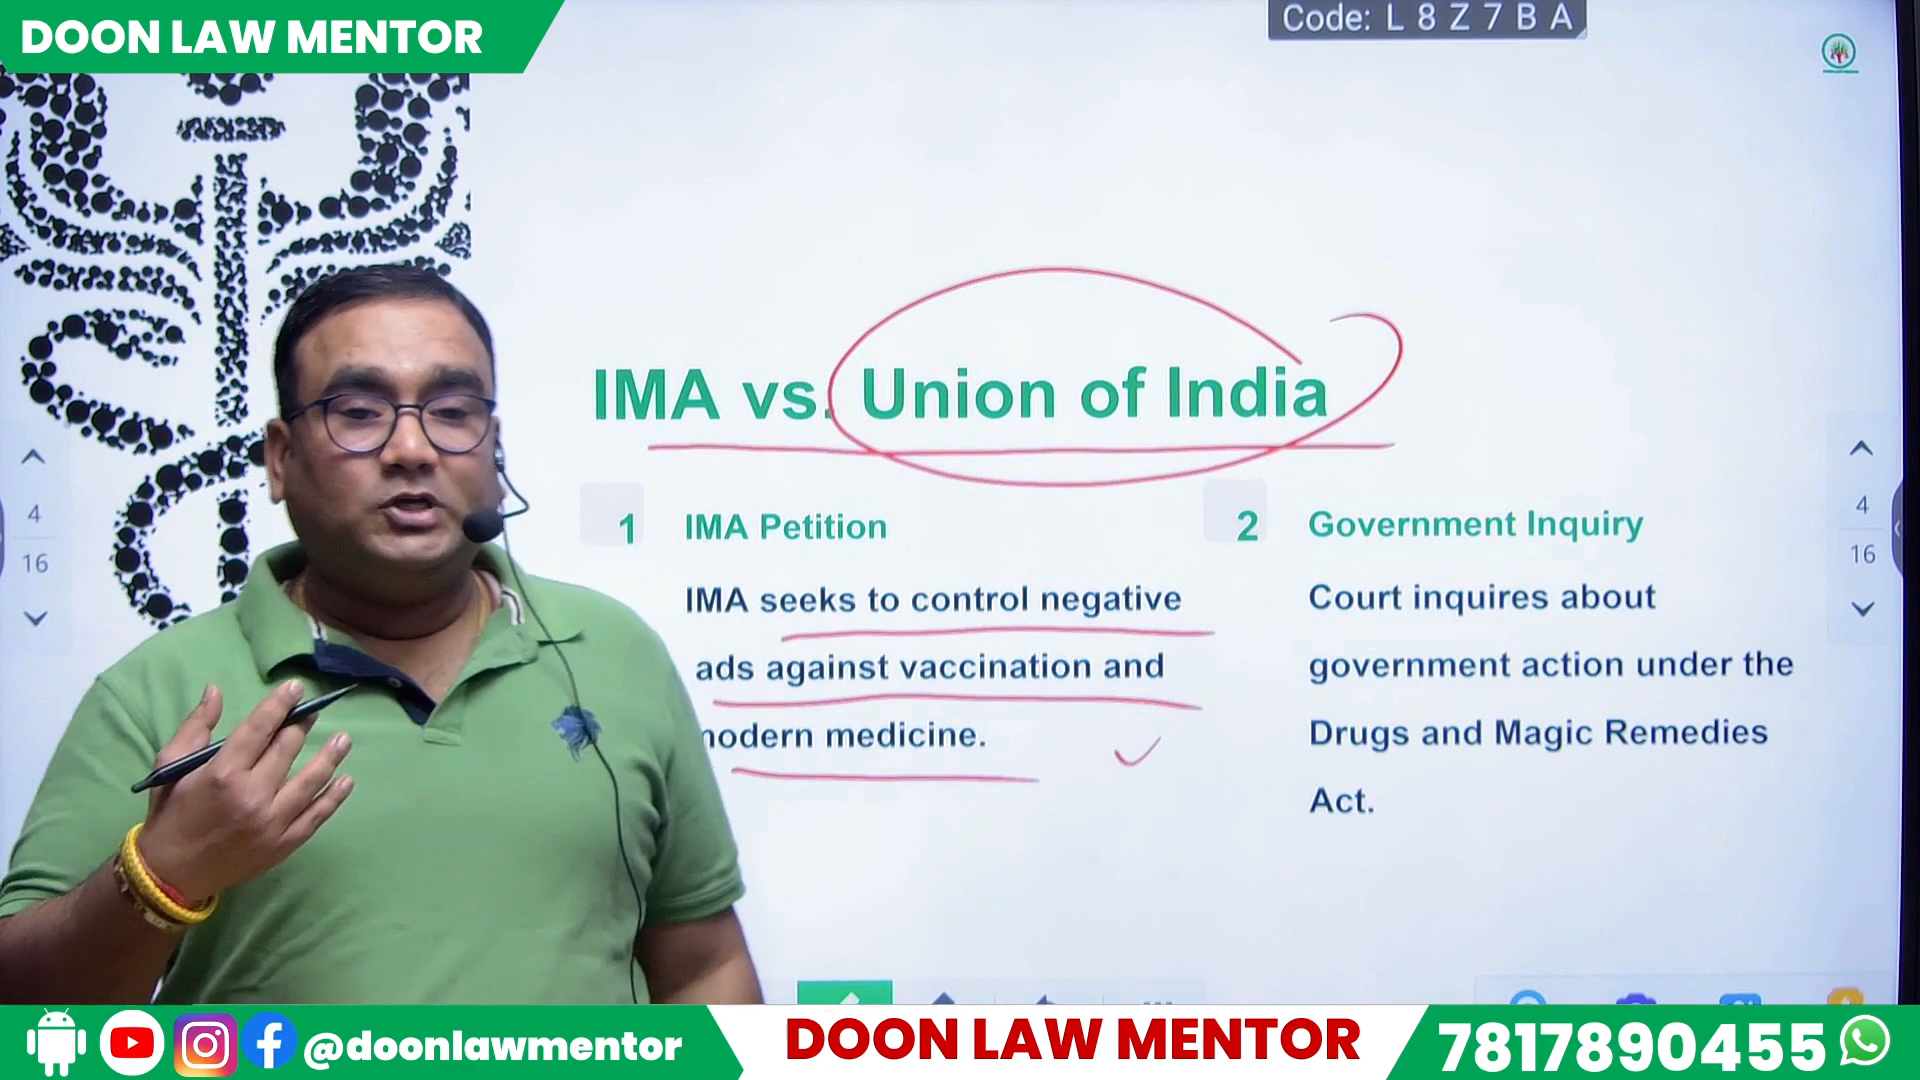 DOON LAW MENTOR
Code: L 8 Z 7 B A
IMA vs. Union of India
1
IMA Petition
IMA seeks to control negative
ads against vaccination and
modern medicine.
2
Government Inquiry
Court inquires about
government action under the
Drugs and Magic Remedies
Act.
4
16
4
16
@doonlawmentor
DOON LAW MENTOR
7817890455